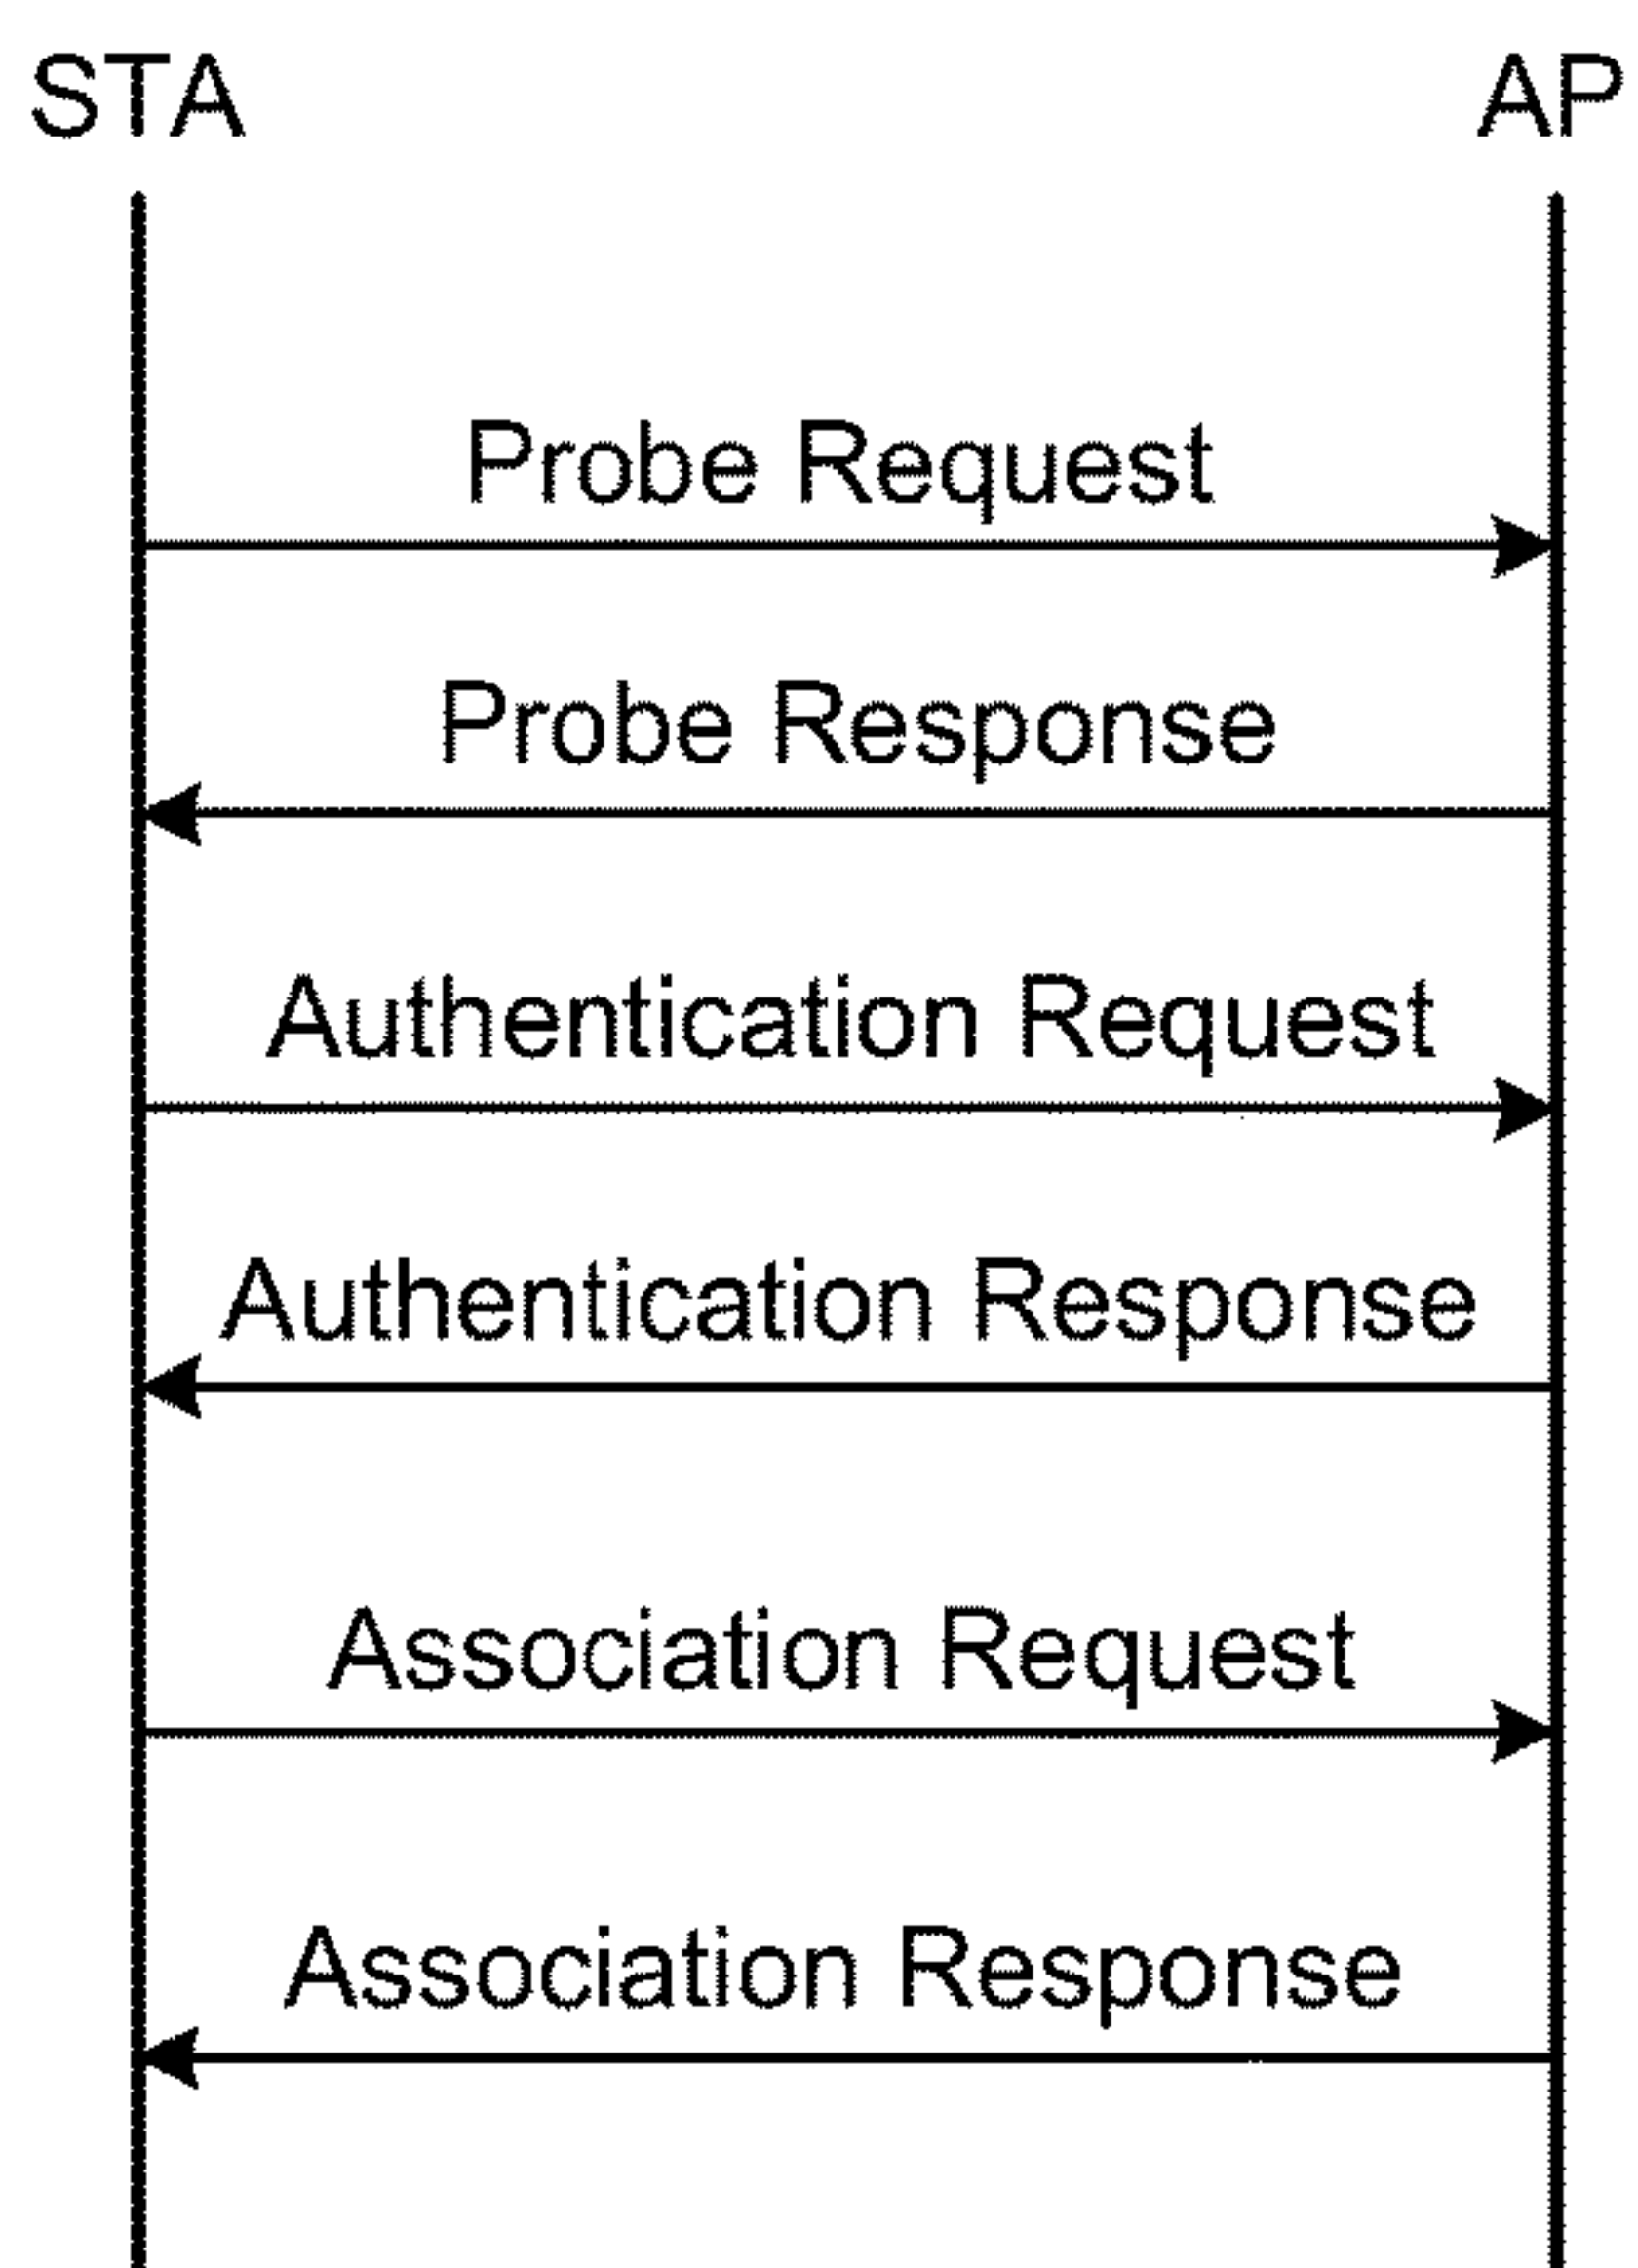 STA AP
Probe Request
Probe Response
Authentication Request
Authentication Response
Association Request
Association Response